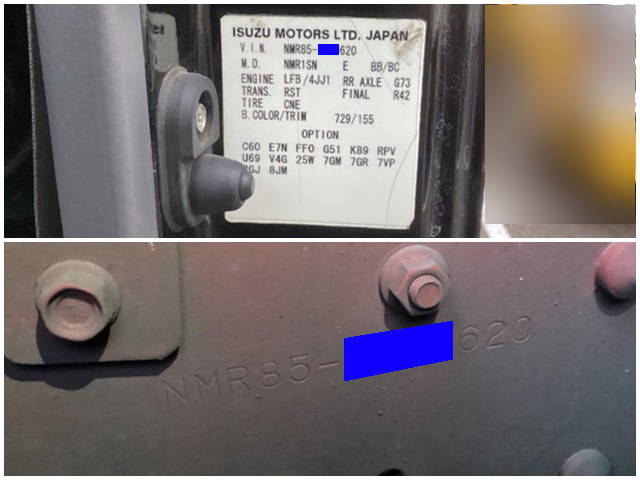 ISUZU MOTORS LTD. JAPAN
V.I.N. NMR85-620
M.D. NMR1SN E BB/BC
ENGINE LFB/4JJ1 RR AXLE G73
TRANS. RST FINAL R42
TIRE CNE
B.COLOR/TRIM 729/155
OPTION
C60 E7N FF0 G51 K89 RPV
U69 V4G 25W 7GM 7GR 7VP
8JM
NMR85-620